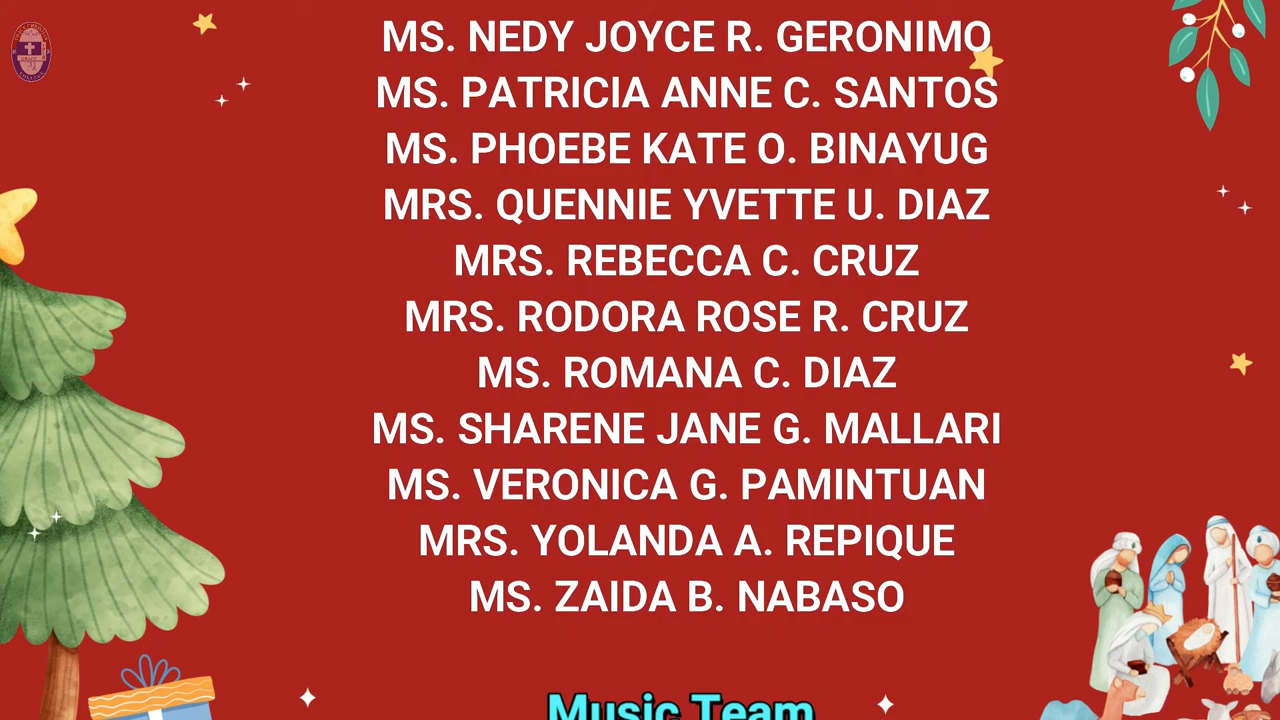 MS. NEDY JOYCE R. GERONIMO
MS. PATRICIA ANNE C. SANTOS
MS. PHOEBE KATE O. BINAYUG
MRS. QUENNIE YVETTE U. DIAZ
MRS. REBECCA C. CRUZ
MRS. RODORA ROSE R. CRUZ
MS. ROMANA C. DIAZ
MS. SHARENE JANE G. MALLARI
MS. VERONICA G. PAMINTUAN
MRS. YOLANDA A. REPIQUE
MS. ZAIDA B. NABASO
Music Team